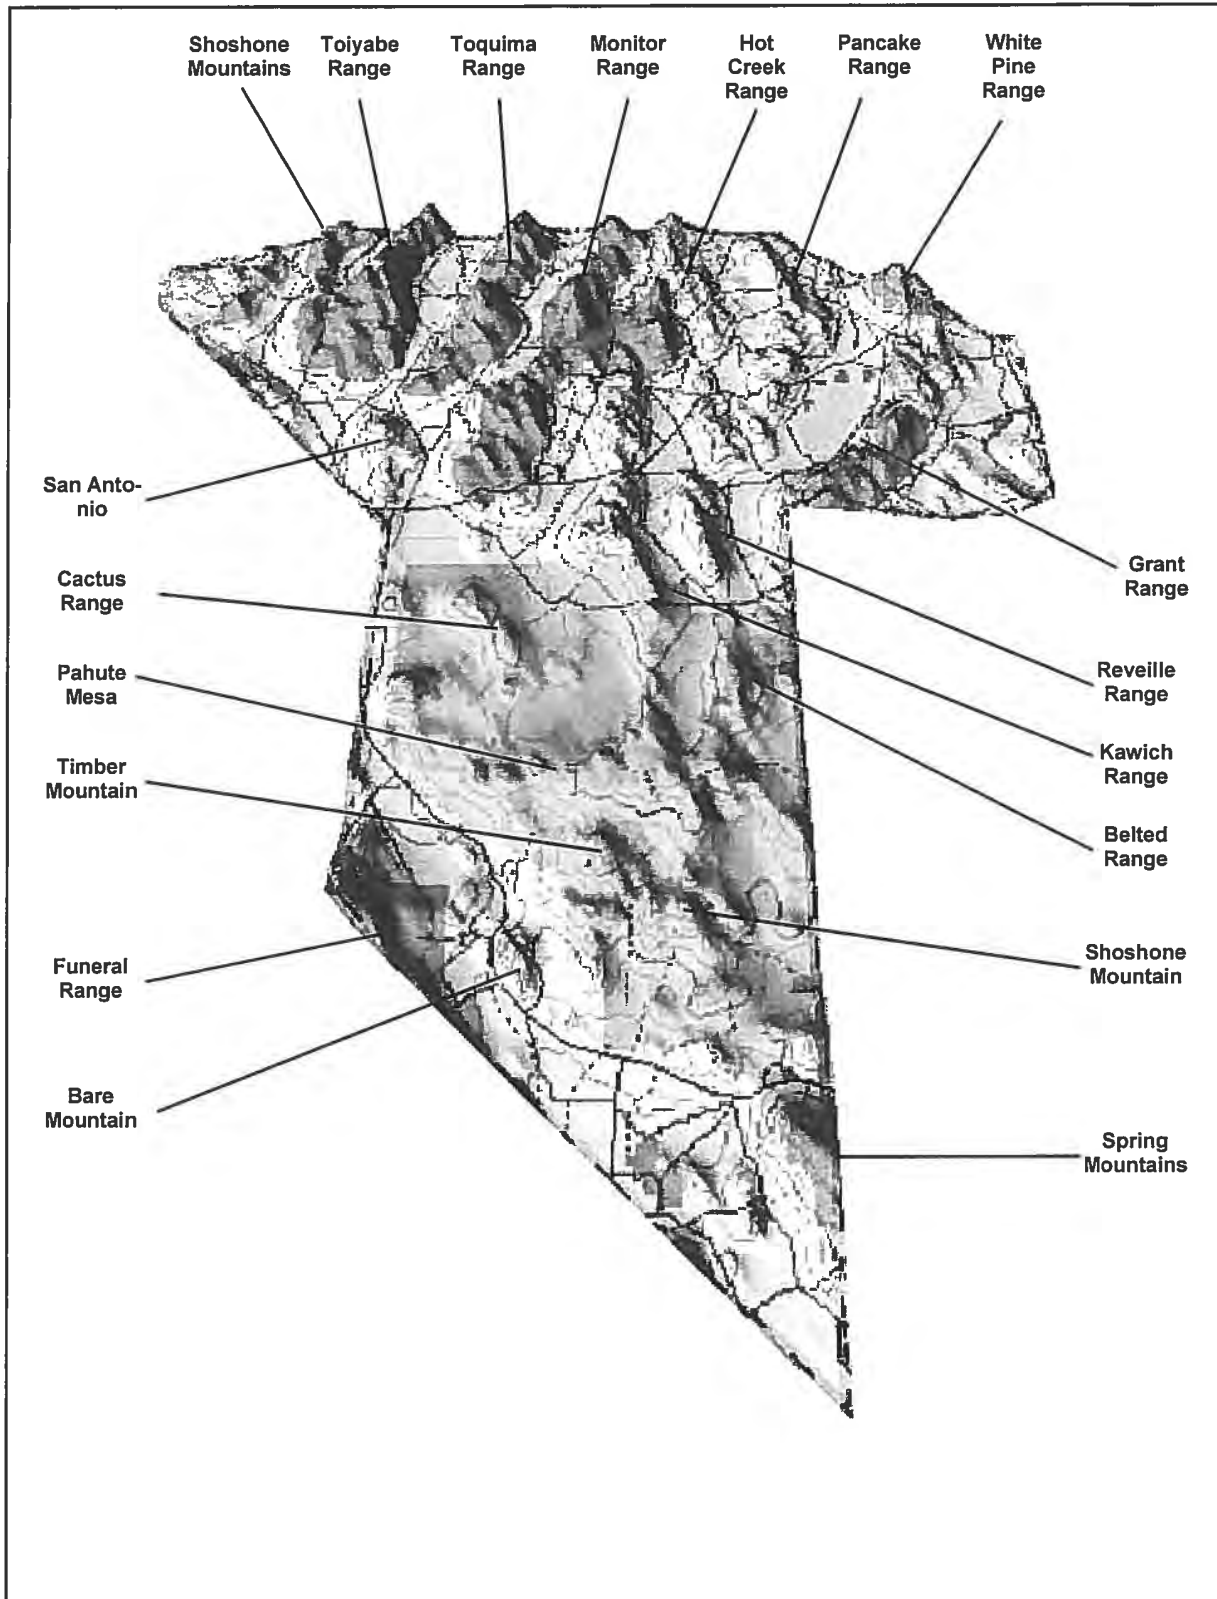 Shoshone
Mountains
Toiyabe
Range
Toquima
Range
Monitor
Range
Hot
Creek
Range
Pancake
Range
White
Pine
Range
San Anto-
nio
Cactus
Range
Pahute
Mesa
Timber
Mountain
Funeral
Range
Bare
Mountain
Grant
Range
Reveille
Range
Kawich
Range
Belted
Range
Shoshone
Mountain
Spring
Mountains